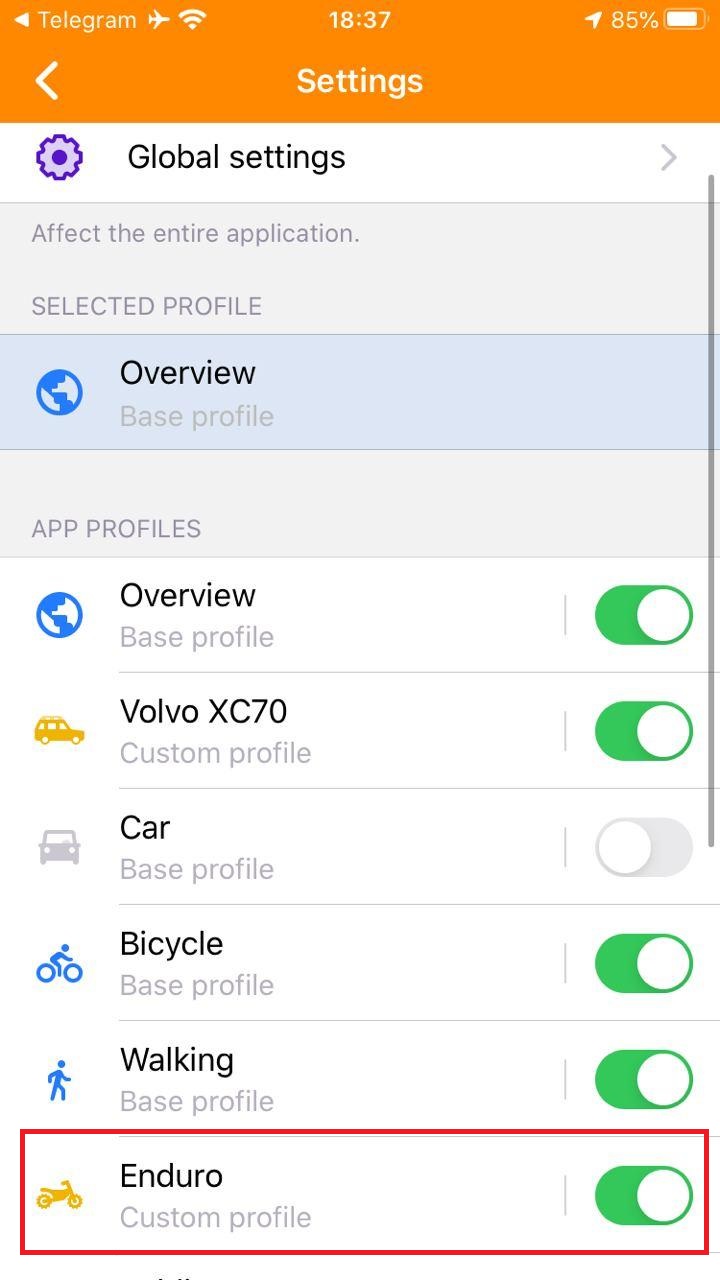 Telegram
18:37
85%
Settings
Global settings
Affect the entire application.
SELECTED PROFILE
Overview
Base profile
APP PROFILES
Overview
Base profile
Volvo XC70
Custom profile
Car
Base profile
Bicycle
Base profile
Walking
Base profile
Enduro
Custom profile